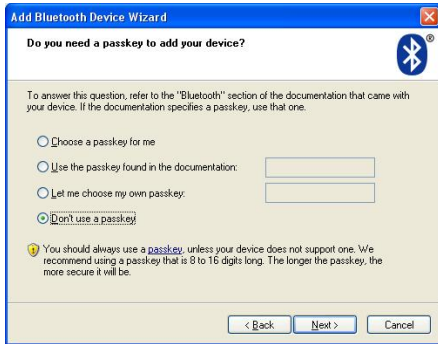 Add Bluetooth Device Wizard
Do you need a passkey to add your device?
®
To answer this question, refer to the "Bluetooth" section of the documentation that came with
your device. If the documentation specifies a passkey, use that one.
Choose a passkey for me
Use the passkey found in the documentation:
Let me choose my own passkey:
Don't use a passkey
You should always use a passkey, unless your device does not support one. We
recommend using a passkey that is 8 to 16 digits long. The longer the passkey, the
more secure it will be.
< Back Next > Cancel